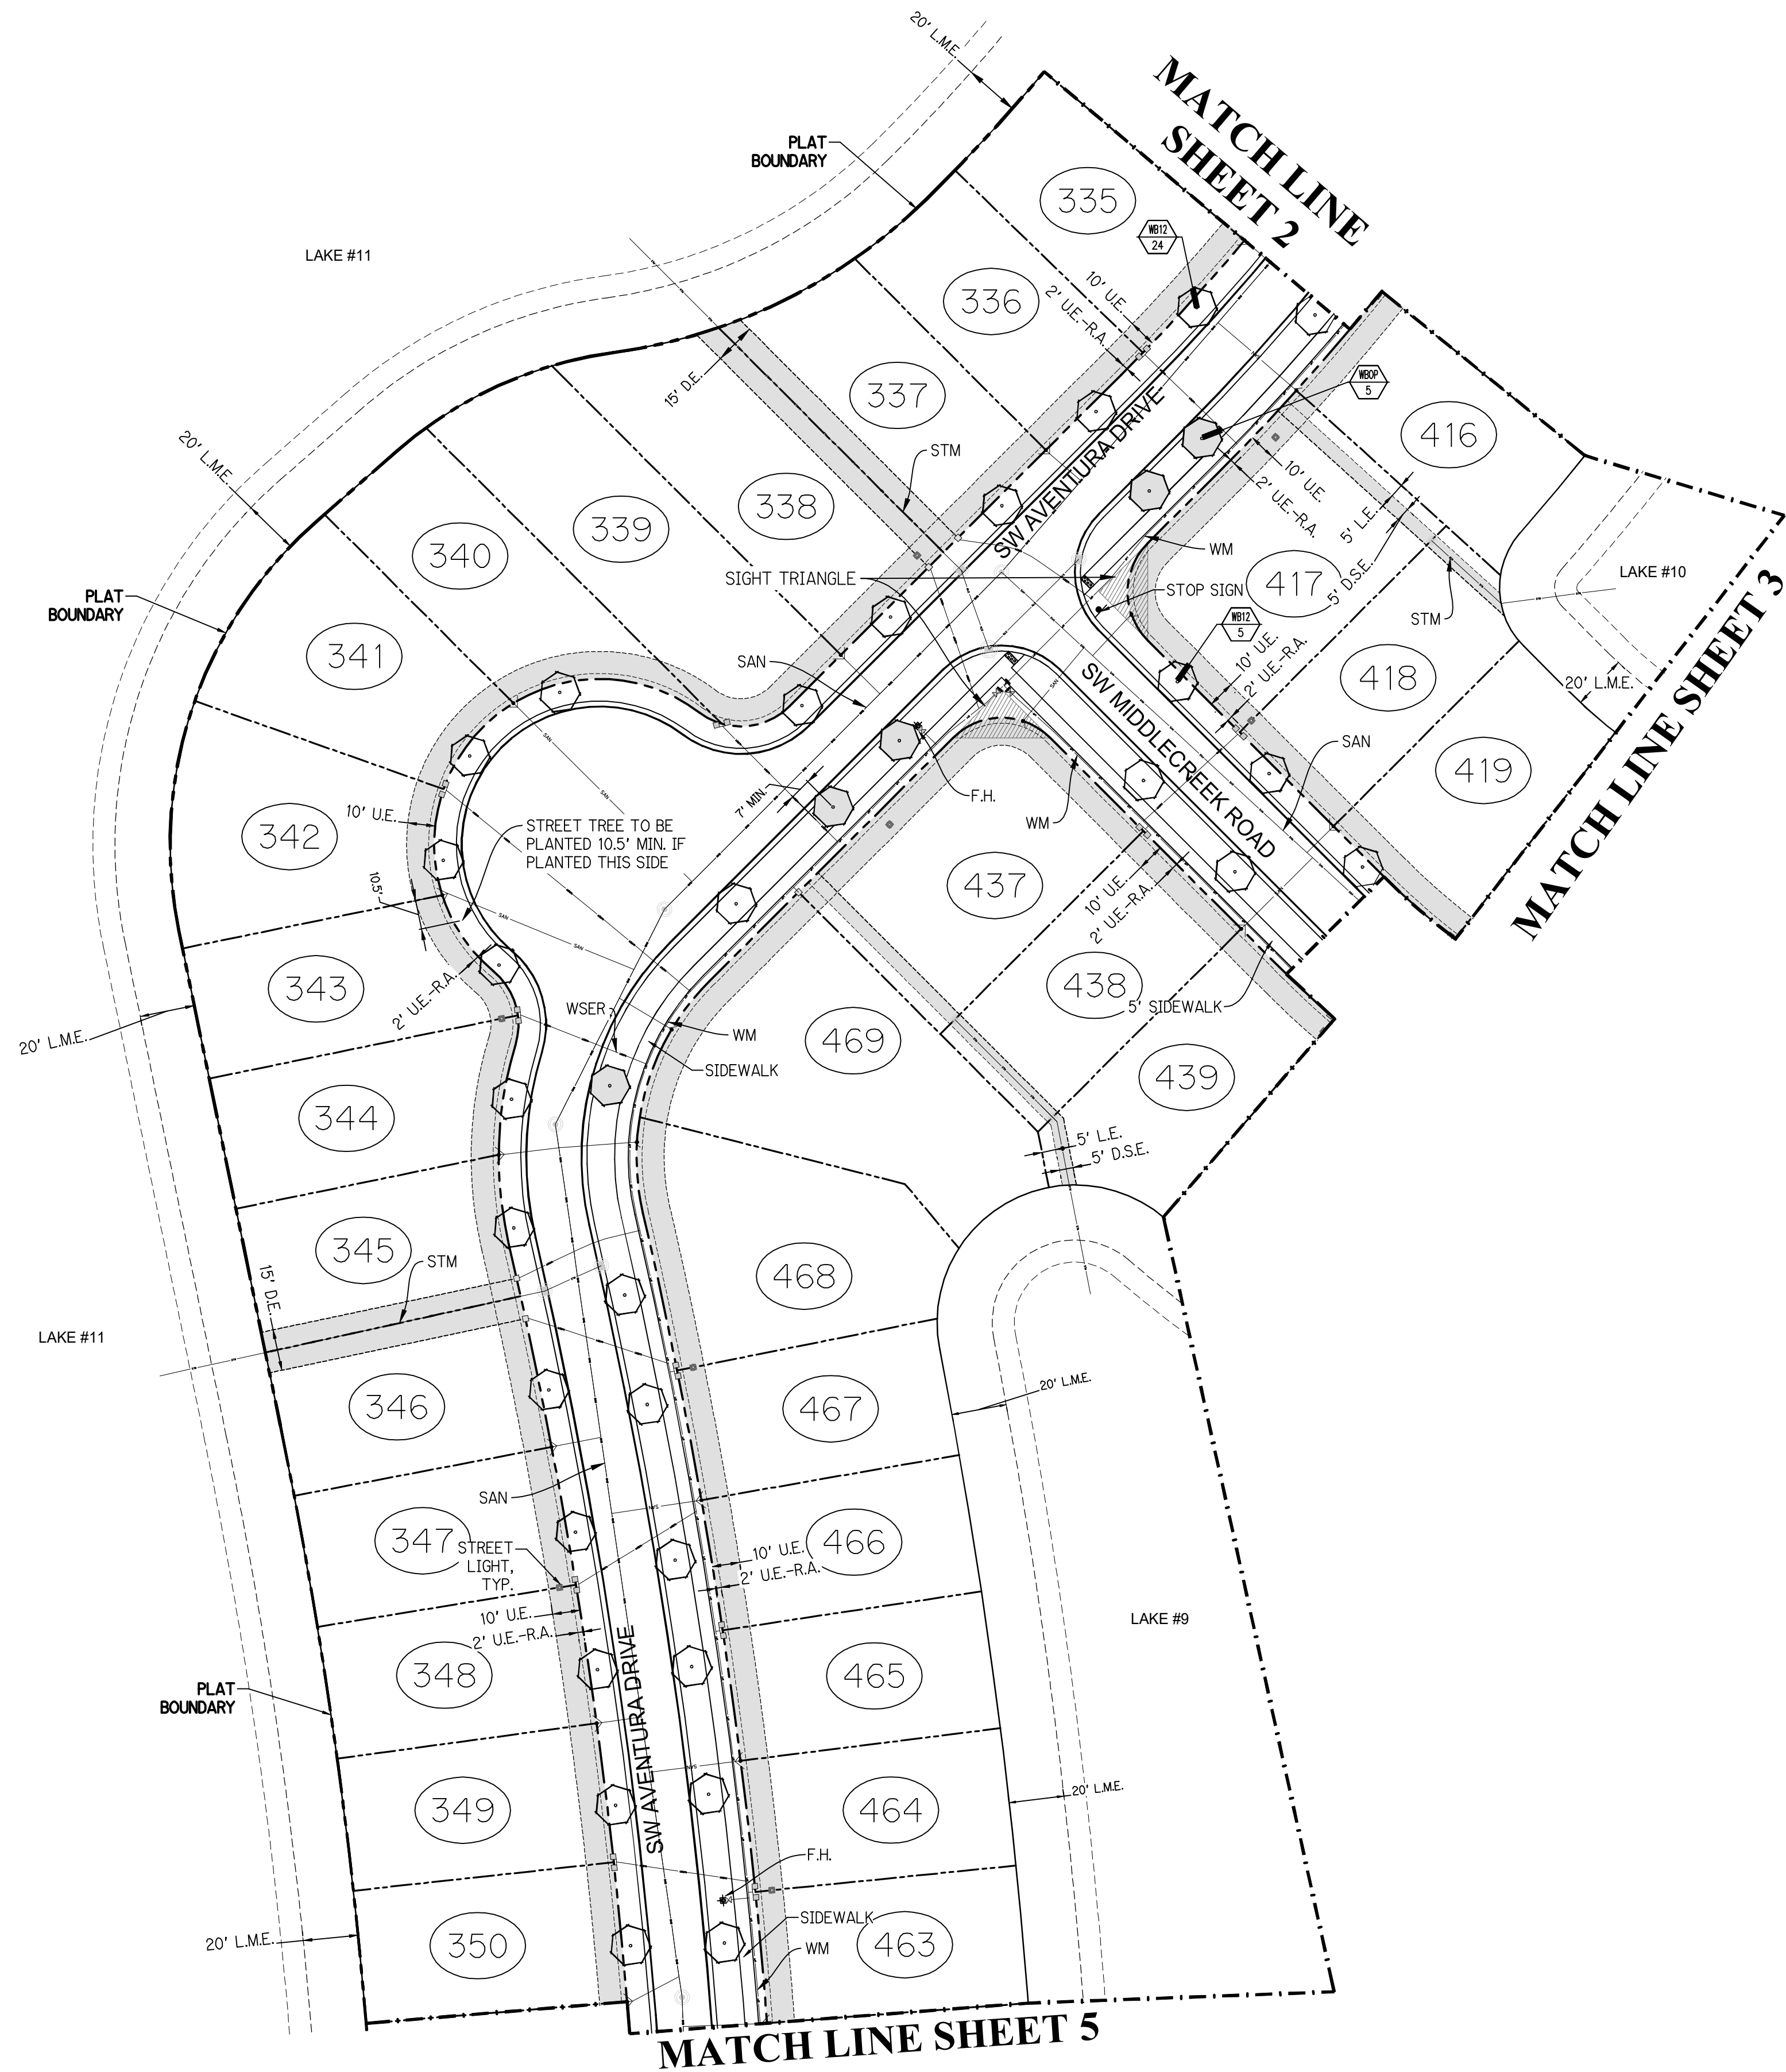 20' L.M.E.
MATCH LINE
SHEET 2
PLAT
BOUNDARY
335
WB12
24
LAKE #11
336
10' U.E.
2' U.E.-R.A.
15' D.E.
337
WBOP
5
416
STM
SW AVENTURA DRIVE
10' U.E.
2' U.E.-R.A.
5' L.E.
5' D.S.E.
20' L.M.E.
338
339
340
WM
SIGHT TRIANGLE
STOP SIGN
417
LAKE #10
STM
PLAT
BOUNDARY
WB12
5
10' U.E.
2' U.E.-R.A.
341
SAN
SW MIDDLECREEK ROAD
418
20' L.M.E.
SAN
419
MATCH LINE SHEET 3
SAN
SAN
7' MIN.
F.H.
WM
342
10' U.E.
STREET TREE TO BE
PLANTED 10.5' MIN. IF
PLANTED THIS SIDE
10.5'
SAN
SAN
437
10' U.E.
2' U.E.-R.A.
343
2' U.E.-R.A.
438
5' SIDEWALK
WSER
WM
469
20' L.M.E.
SIDEWALK
439
344
5' L.E.
5' D.S.E.
345
STM
15' D.E.
468
LAKE #11
346
467
20' L.M.E.
SAN
347
STREET
LIGHT,
TYP.
SAN
466
10' U.E.
2' U.E.-R.A.
10' U.E.
2' U.E.-R.A.
LAKE #9
348
SW AVENTURA DRIVE
465
PLAT
BOUNDARY
SAN
349
464
20' L.M.E.
F.H.
SIDEWALK
20' L.M.E.
350
WM
463
MATCH LINE SHEET 5